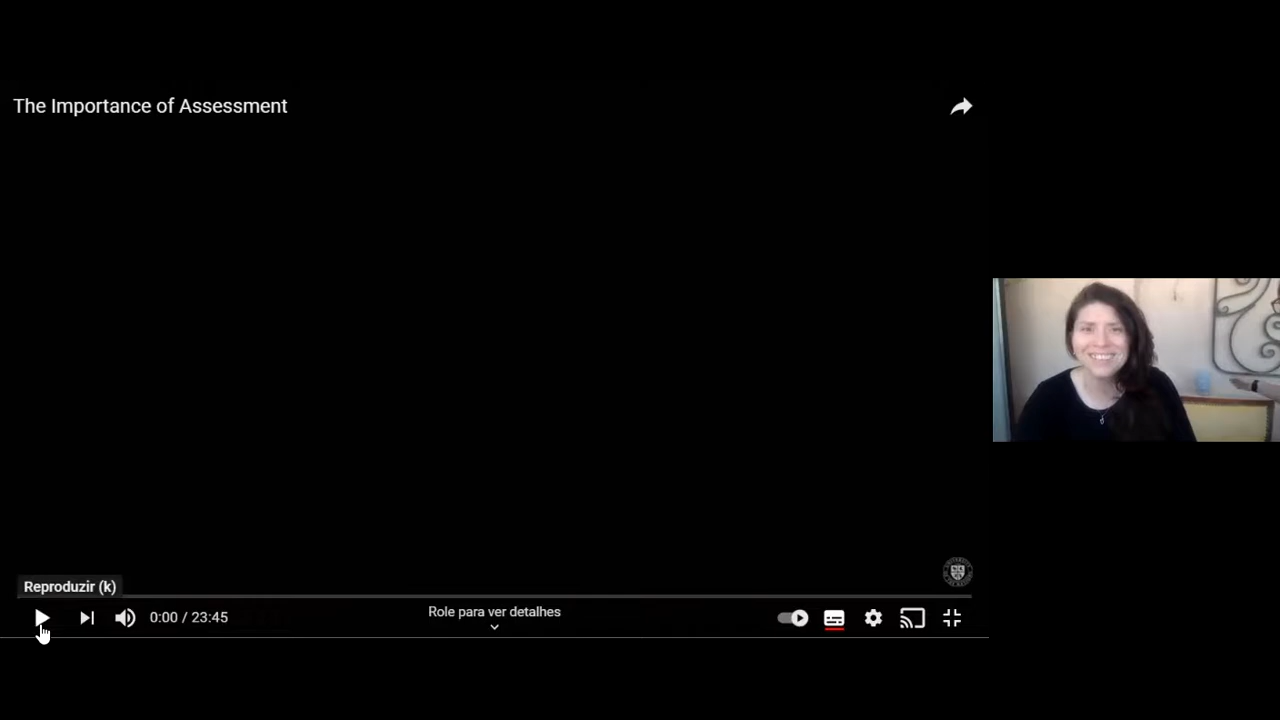 The Importance of Assessment
Reproduzir (k)
0:00 / 23:45
Role para ver detalhes